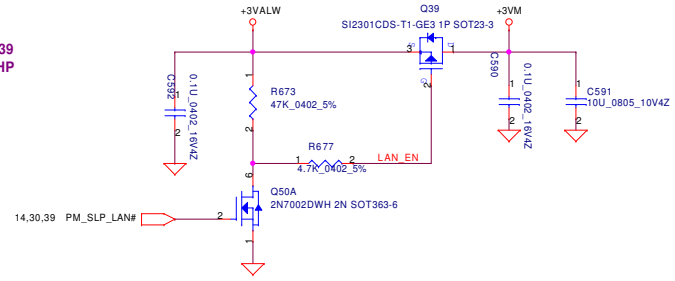 Q39
+3VALW
+3VM
SI2301CDS-T1-GE3 1P SOT23-3
39
HP
3
1
S
D
G
2
C592
0.1U_0402_16V4Z
1
2
1
R673
47K_0402_5%
2
C590
0.1U_0402_16V4Z
1
2
C591
10U_0805_10V4Z
1
2
R677
1
2
LAN_EN
4.7K_0402_5%
6
Q50A
2N7002DWH 2N SOT363-6
14,30,39 PM_SLP_LAN#
2
1